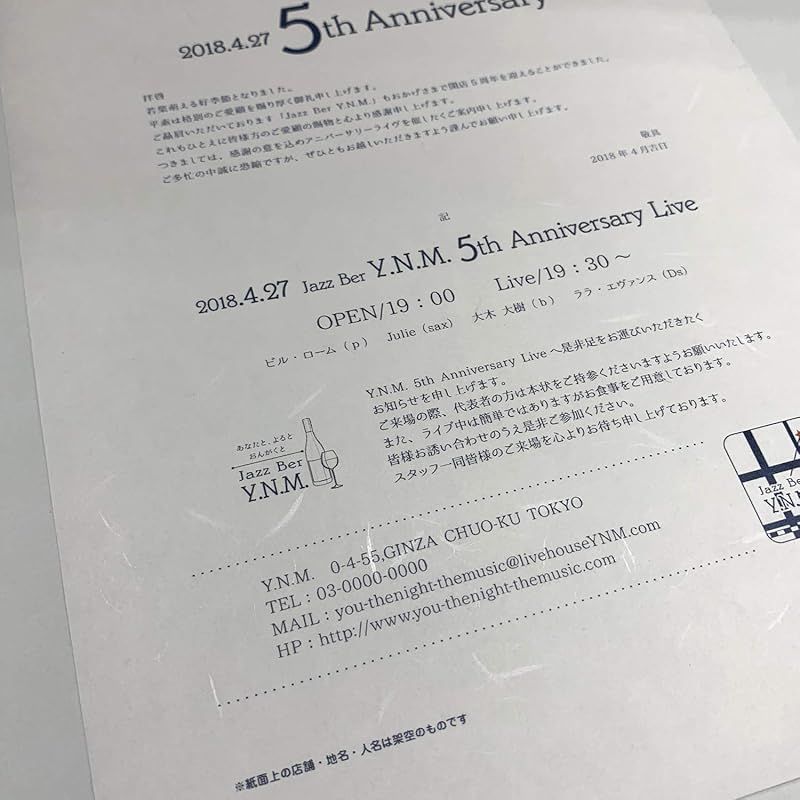 2018.4.27 5th Anniversary
拝啓
若葉萌える好季節となりました。
平素は格別のご愛顧を賜り厚く御礼申し上げます。
ご贔屓いただいております「Jazz Ber Y.N.M.」もおかげさまで開店5周年を迎えることができました。
これもひとえに皆様方のご愛顧の賜物と心より感謝申し上げます。
つきましては、感謝の意を込めアニバーサリーライヴを催したくご案内申し上げます。
ご多忙の中誠に恐縮ですが、ぜひともお越しいただきますよう謹んでお願い申し上げます。
敬具
2018年4月吉日
記
2018.4.27 Jazz Ber Y.N.M. 5th Anniversary Live
OPEN/19：00 Live/19：30～
ビル・ローム（p） Julie（sax） 大木 大樹（b） ララ・エヴァンス（Ds）
Y.N.M. 5th Anniversary Live～是非足をお運びいただきたく
お知らせを申し上げます。
ご来場の際、代表者の方は本状をご持参くださいますようお願いいたします。
また、ライブ中は簡単ではありますがお食事をご用意しております。
皆様お誘い合わせのうえ是非ご参加ください。
スタッフ一同皆様のご来場を心よりお待ち申し上げております。
あなたと、よると
おんがくと
Jazz Ber
Y.N.M.
Jazz Ber
Y.N.M.
Y.N.M. 0-4-55,GINZA CHUO-KU TOKYO
TEL：03-0000-0000
MAIL：you-thenight-themusic@livehouseYNM.com
HP：http://www.you-thenight-themusic.com
※紙面上の店舗・地名・人名は架空のものです